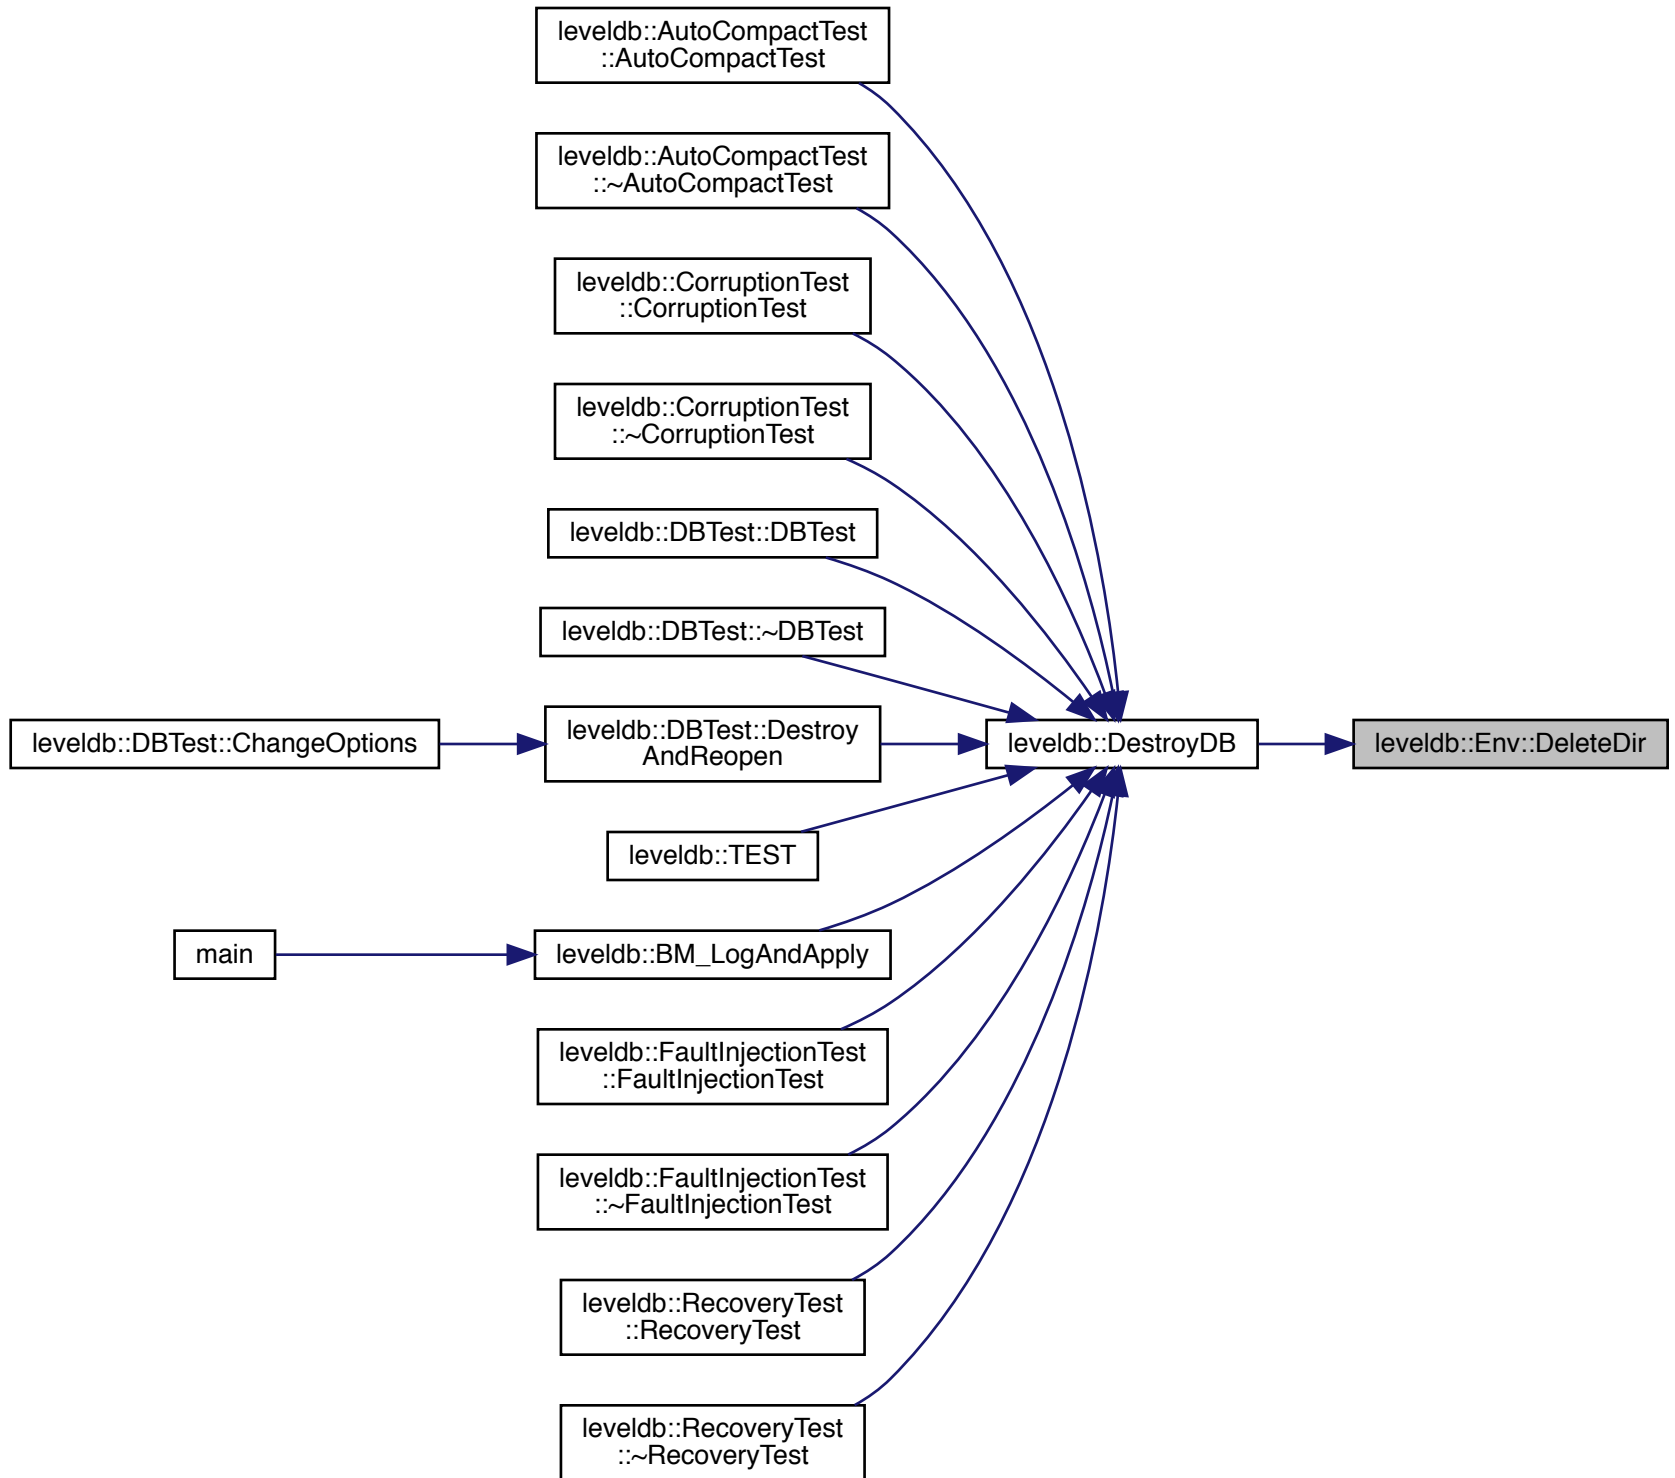 leveldb::AutoCompactTest
::AutoCompactTest
leveldb::AutoCompactTest
::~AutoCompactTest
leveldb::CorruptionTest
::CorruptionTest
leveldb::CorruptionTest
::~CorruptionTest
leveldb::DBTest::DBTest
leveldb::DBTest::~DBTest
leveldb::DBTest::ChangeOptions
leveldb::DBTest::Destroy
AndReopen
leveldb::DestroyDB
leveldb::Env::DeleteDir
leveldb::TEST
main
leveldb::BM_LogAndApply
leveldb::FaultInjectionTest
::FaultInjectionTest
leveldb::FaultInjectionTest
::~FaultInjectionTest
leveldb::RecoveryTest
::RecoveryTest
leveldb::RecoveryTest
::~RecoveryTest